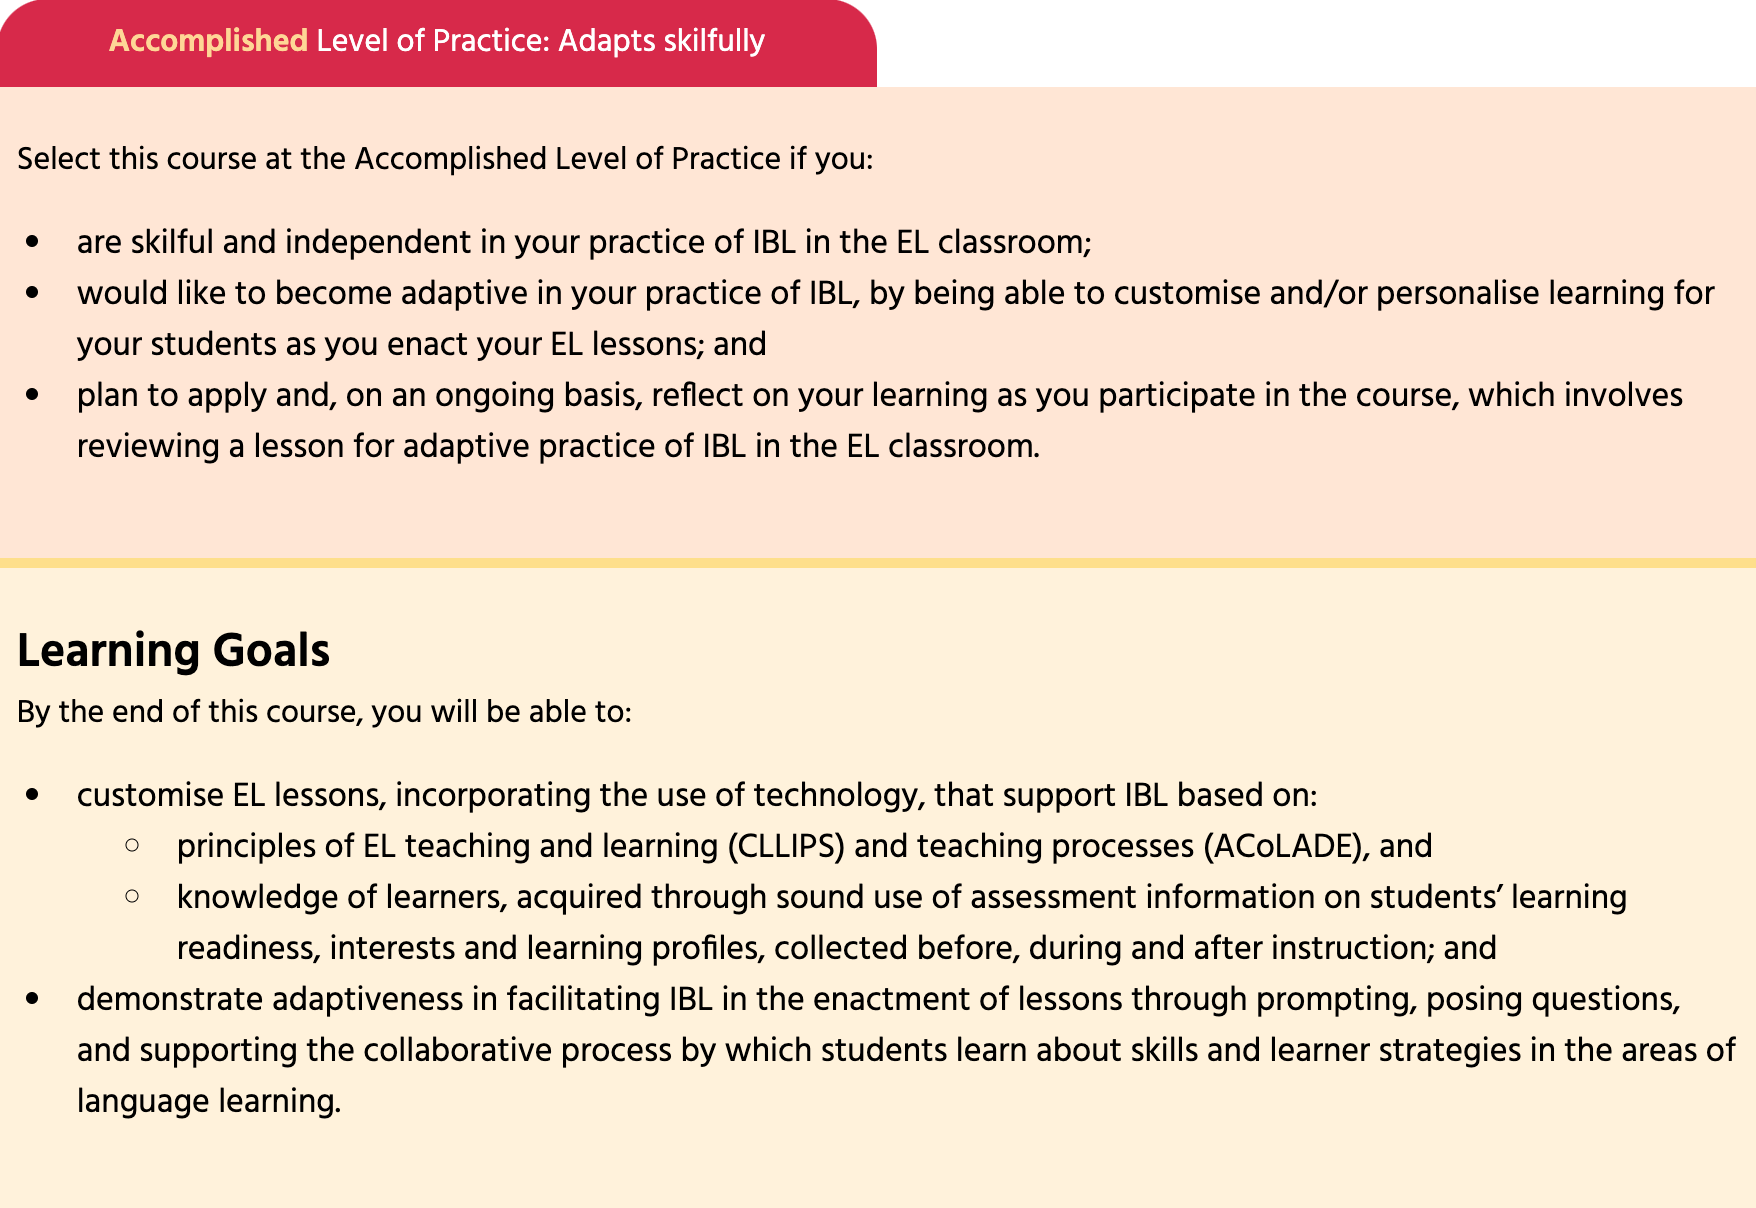 Accomplished Level of Practice: Adapts skilfully
Select this course at the Accomplished Level of Practice if you:
• are skilful and independent in your practice of IBL in the EL classroom;
• would like to become adaptive in your practice of IBL, by being able to customise and/or personalise learning for
your students as you enact your EL lessons; and
• plan to apply and, on an ongoing basis, reflect on your learning as you participate in the course, which involves
reviewing a lesson for adaptive practice of IBL in the EL classroom.
Learning Goals
By the end of this course, you will be able to:
• customise EL lessons, incorporating the use of technology, that support IBL based on:
○ principles of EL teaching and learning (CLLIPS) and teaching processes (ACoLADE), and
○ knowledge of learners, acquired through sound use of assessment information on students’ learning
readiness, interests and learning profiles, collected before, during and after instruction; and
• demonstrate adaptiveness in facilitating IBL in the enactment of lessons through prompting, posing questions,
and supporting the collaborative process by which students learn about skills and learner strategies in the areas of
language learning.